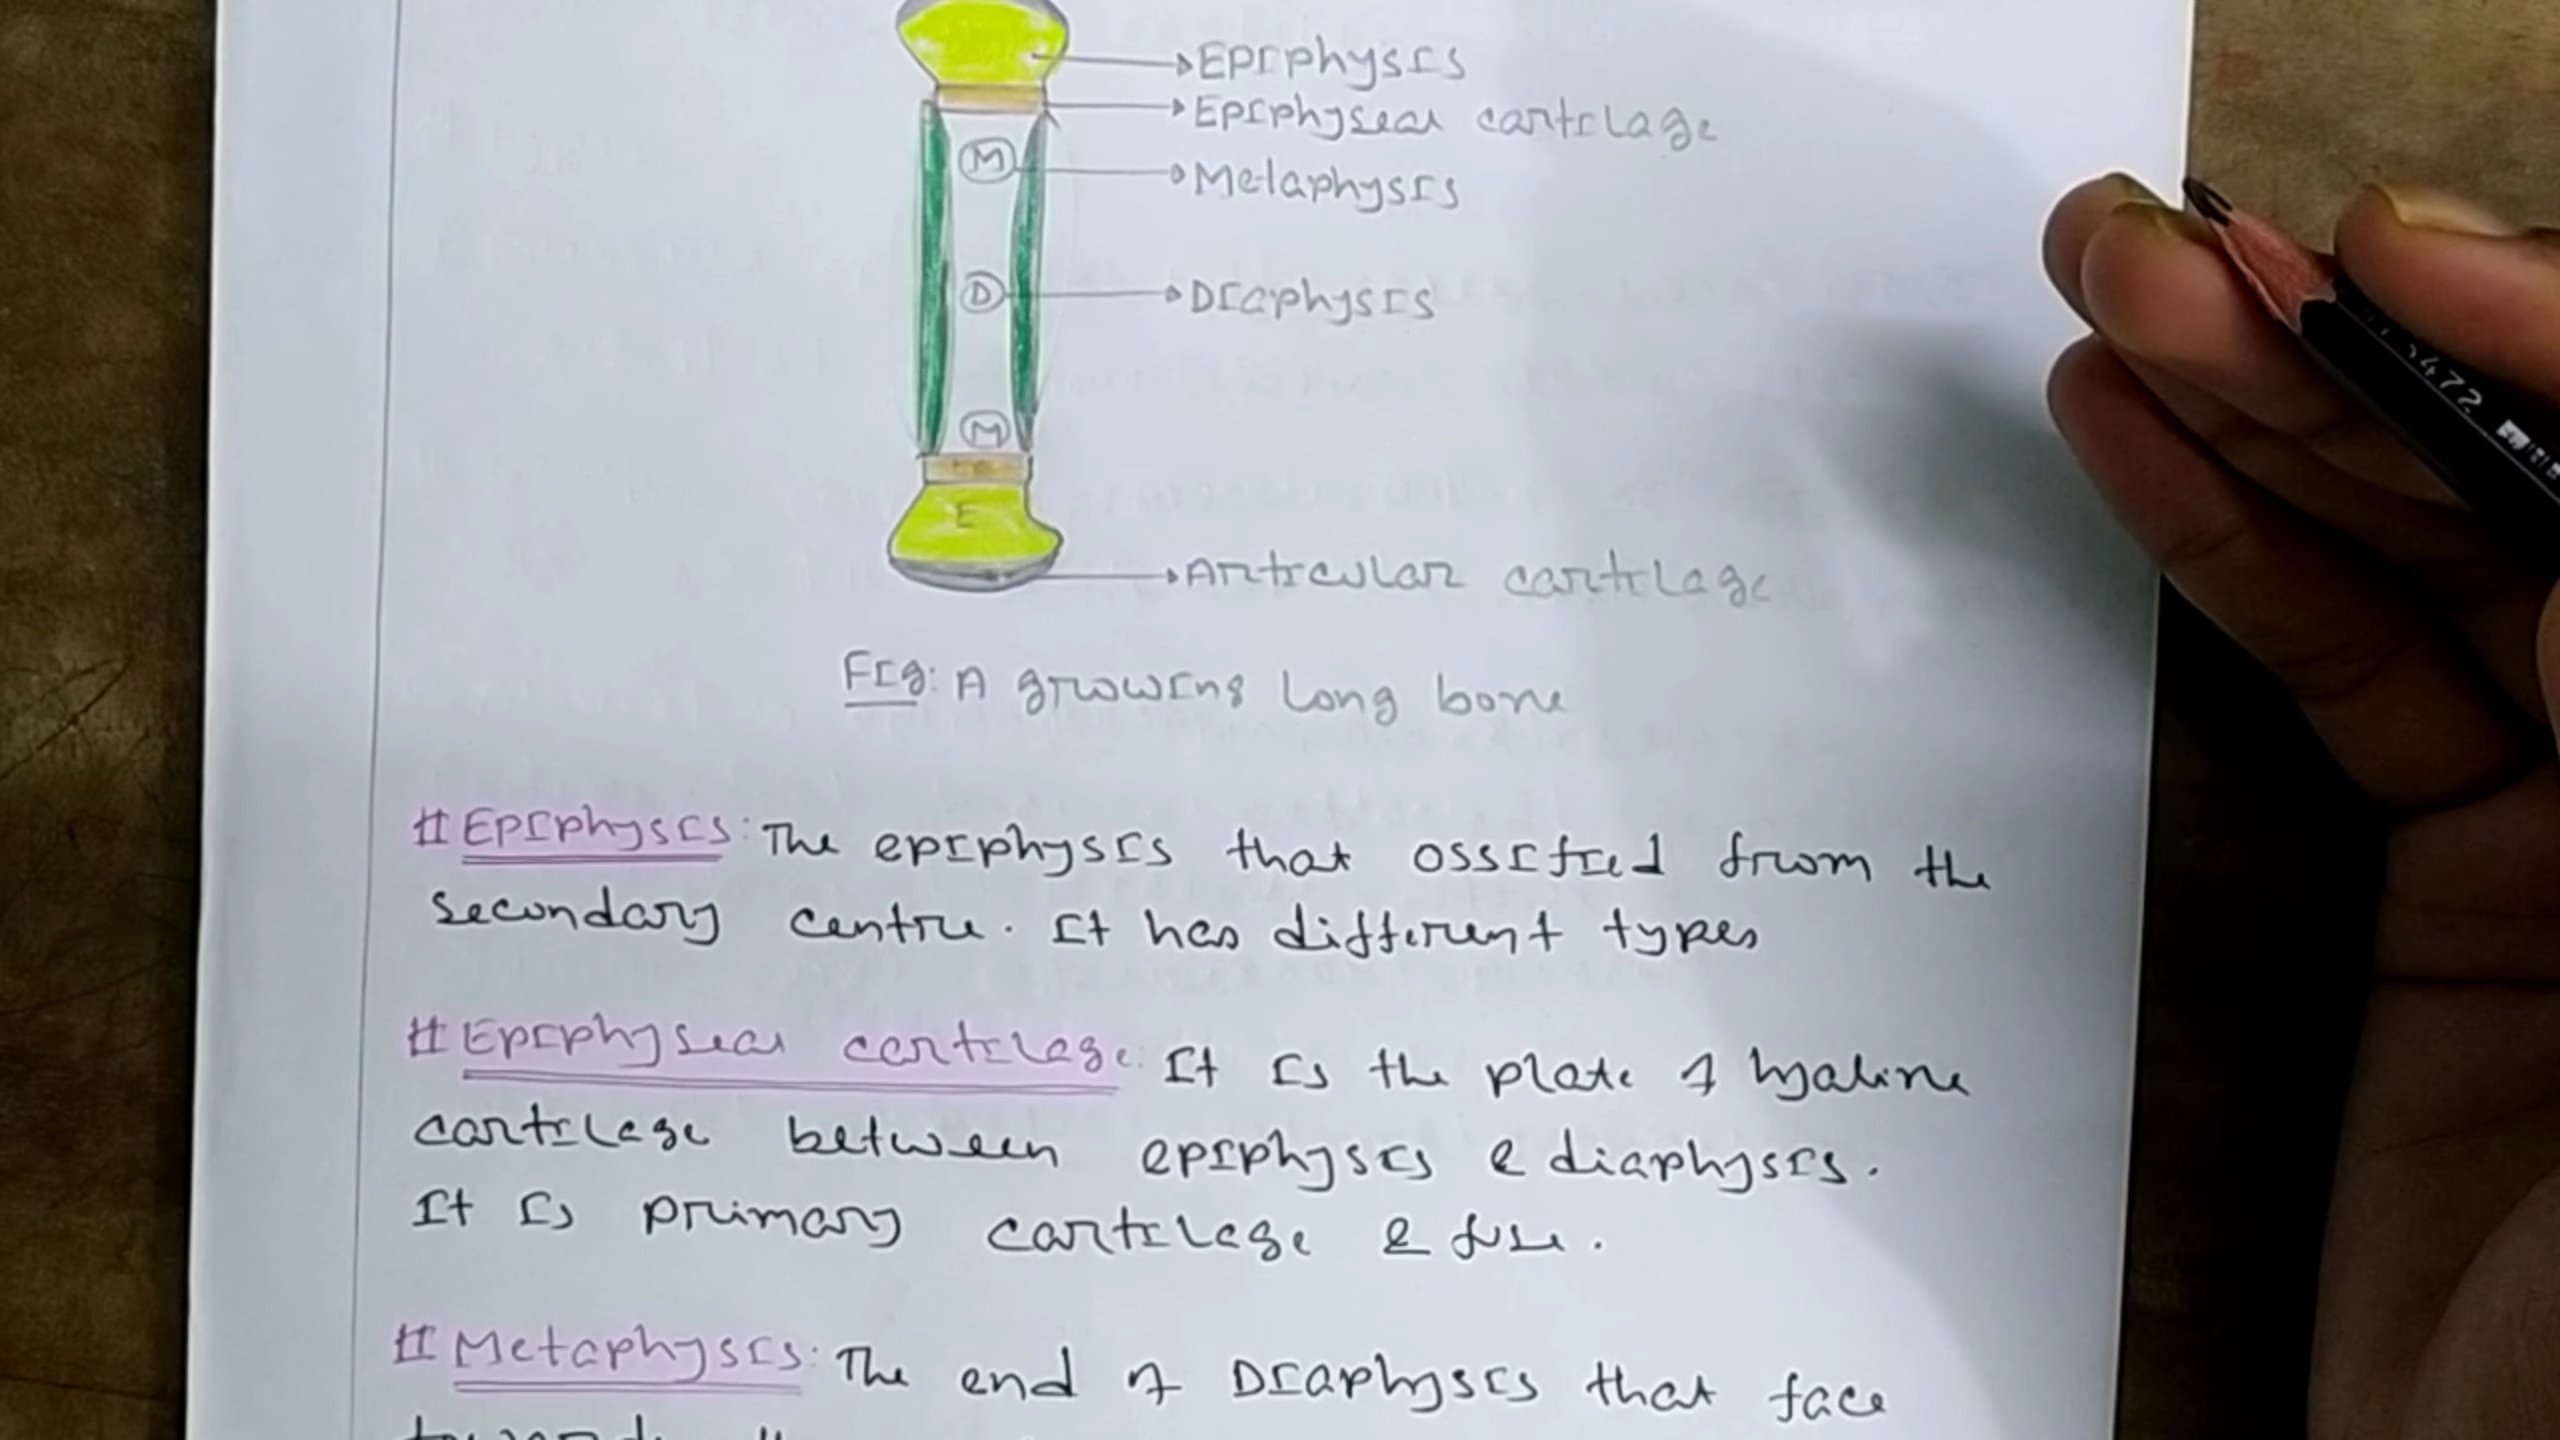 Epiphysis
Epiphyseal cartilage
M
Metaphysis
D
Diaphysis
M
E
Articular cartilage
Fig: A growing long bone
# Epiphysis: The epiphysis that ossified from the
secondary centre. It has different types
# Epiphyseal cartilage: It is the plate of hyaline
cartilage between epiphysis & diaphysis.
It is primary cartilage & fuse.
# Metaphysis: The end of Diaphysis that face